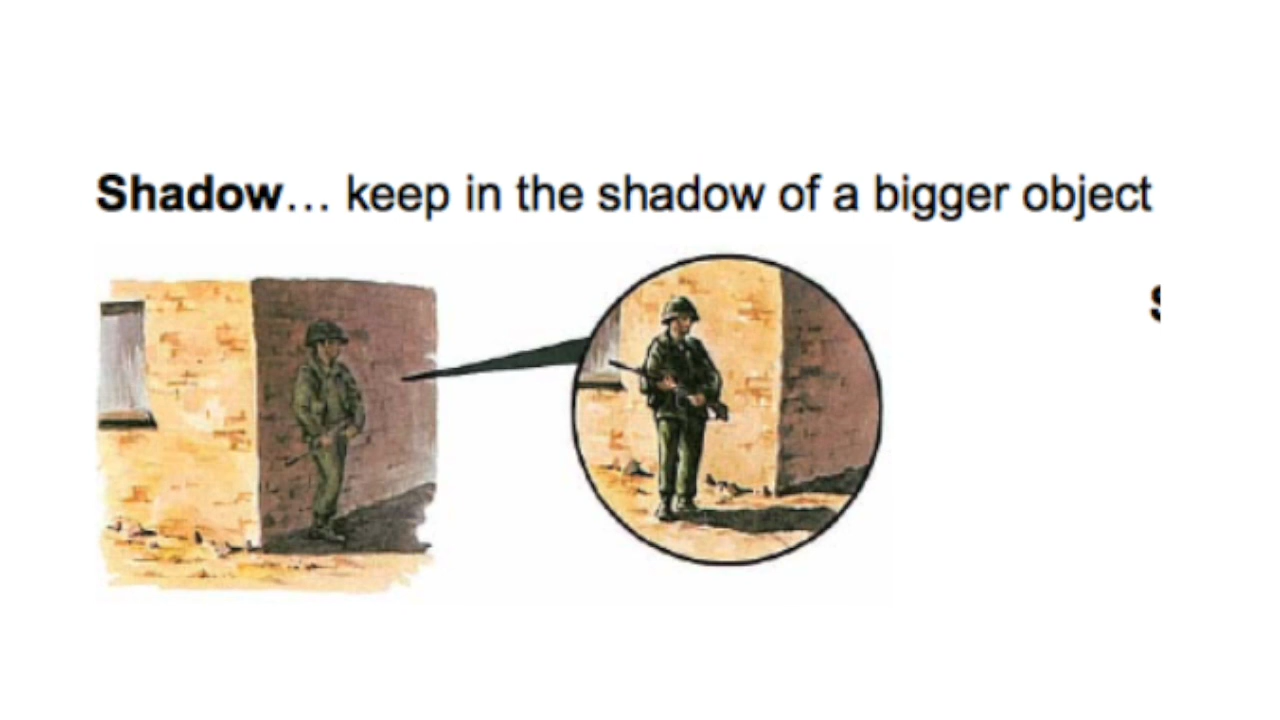 Shadow… keep in the shadow of a bigger object